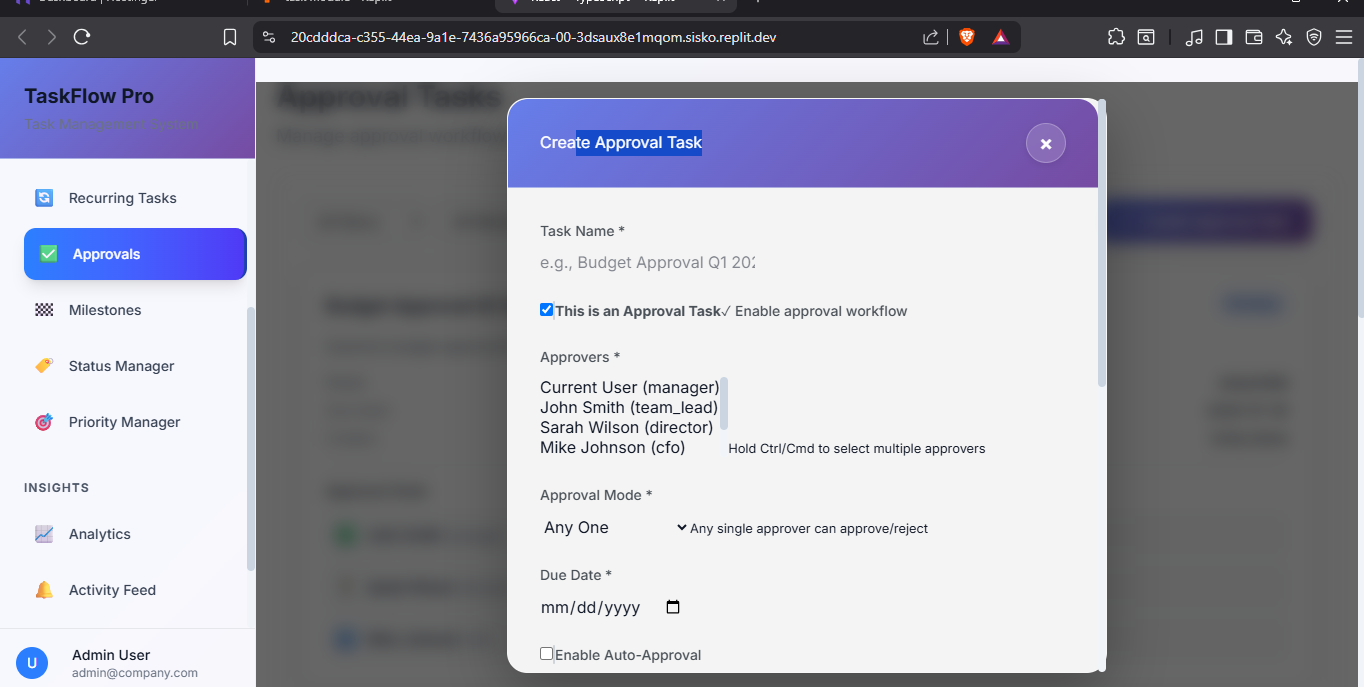 20cdddca-c355-44ea-9a1e-7436a95966ca-00-3dsaux8e1mqom.sisko.replit.dev
TaskFlow Pro
Task Management System
Recurring Tasks
Approvals
Milestones
Status Manager
Priority Manager
INSIGHTS
Analytics
Activity Feed
U
Admin User
admin@company.com
Approval Tasks
Create Approval Task
Task Name *
e.g., Budget Approval Q1 202
This is an Approval Task✓ Enable approval workflow
Approvers *
Current User (manager)
John Smith (team_lead)
Sarah Wilson (director)
Mike Johnson (cfo)
Hold Ctrl/Cmd to select multiple approvers
Approval Mode *
Any One
Any single approver can approve/reject
Due Date *
mm/dd/yyyy
Enable Auto-Approval